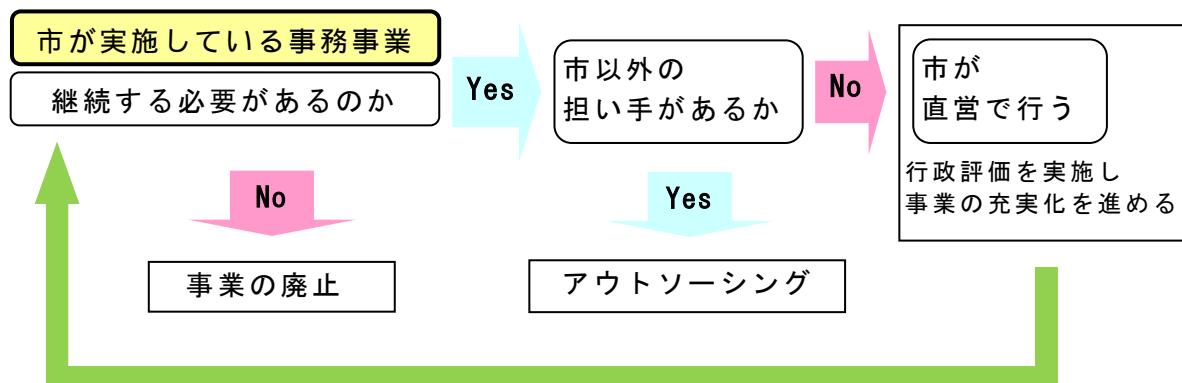 市が実施している事務事業
継続する必要があるのか
Yes
市以外の
担い手があるか
No
市が
直営で行う
行政評価を実施し
事業の充実化を進める
No
Yes
事業の廃止
アウトソーシング